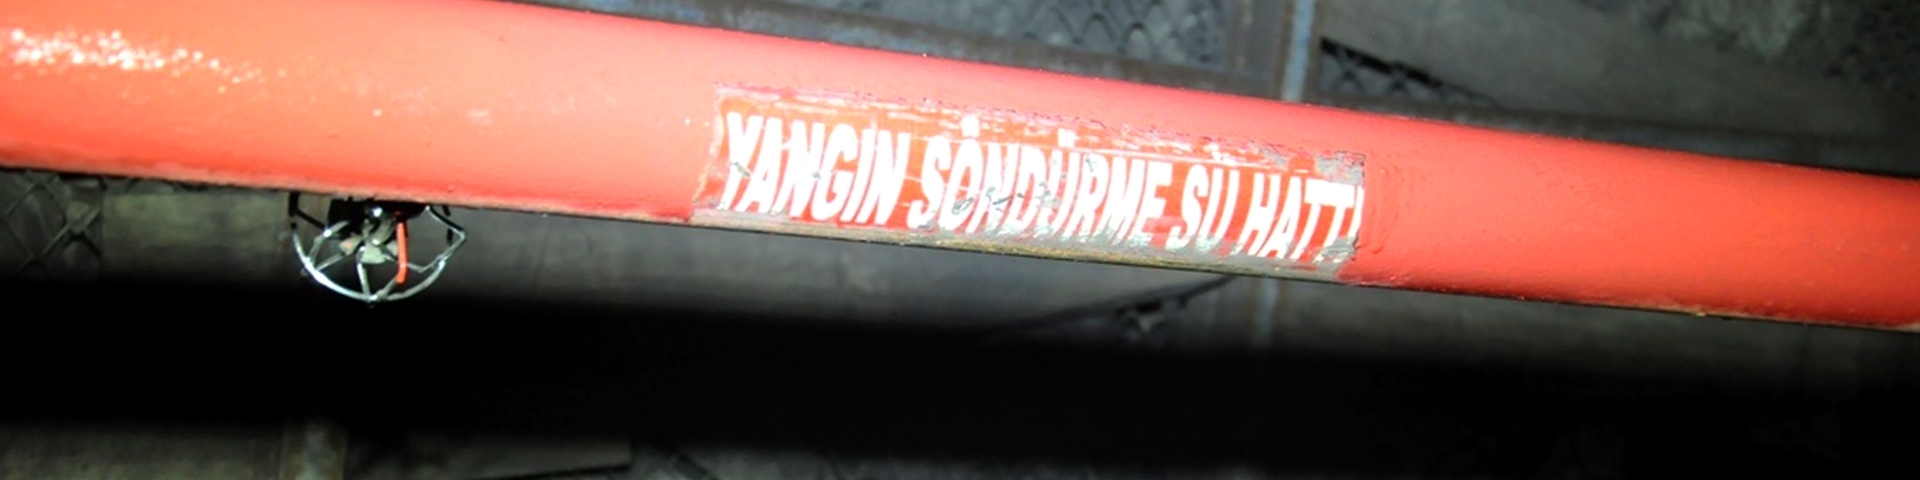 YANGIN SÖNDÜRME SU HATTI